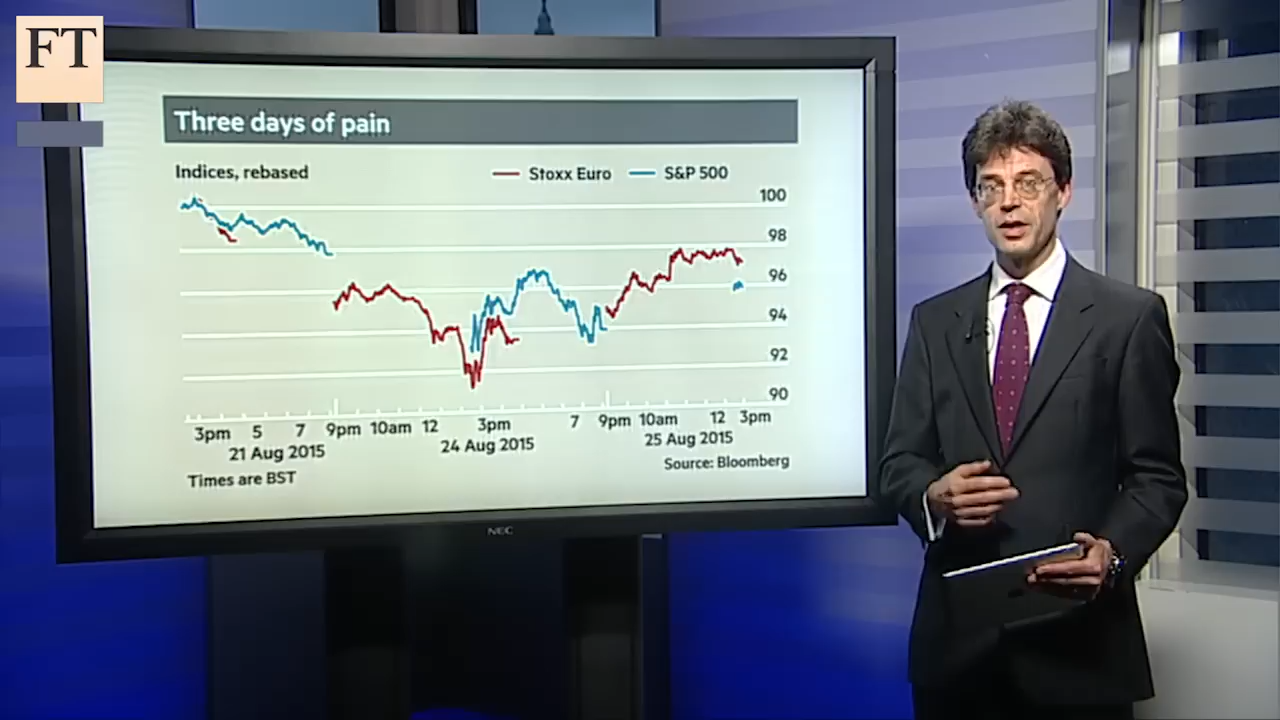 FT
Three days of pain
Indices, rebased
Stoxx Euro
S&P 500
100
98
96
94
92
90
3pm 5 7 9pm 10am 12 3pm 7 9pm 10am 12 3pm
21 Aug 2015 24 Aug 2015 25 Aug 2015
Times are BST
Source: Bloomberg
NEC